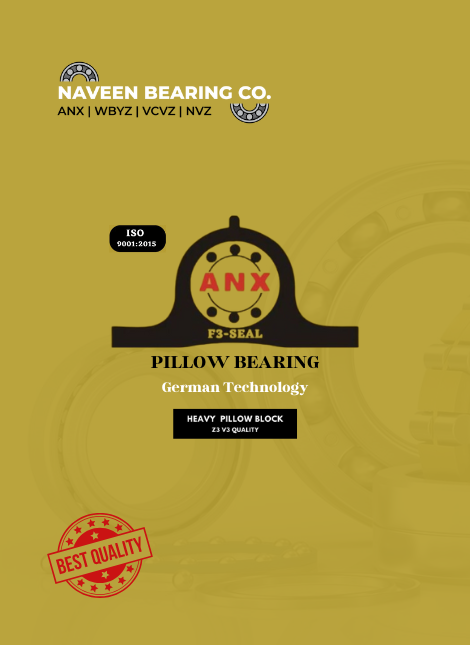 NAVEEN BEARING CO.
ANX | WBYZ | VCVZ | NVZ
ISO
9001:2015
ANX
F3-SEAL
PILLOW BEARING
German Technology
HEAVY PILLOW BLOCK
Z3 V3 QUALITY
BEST QUALITY